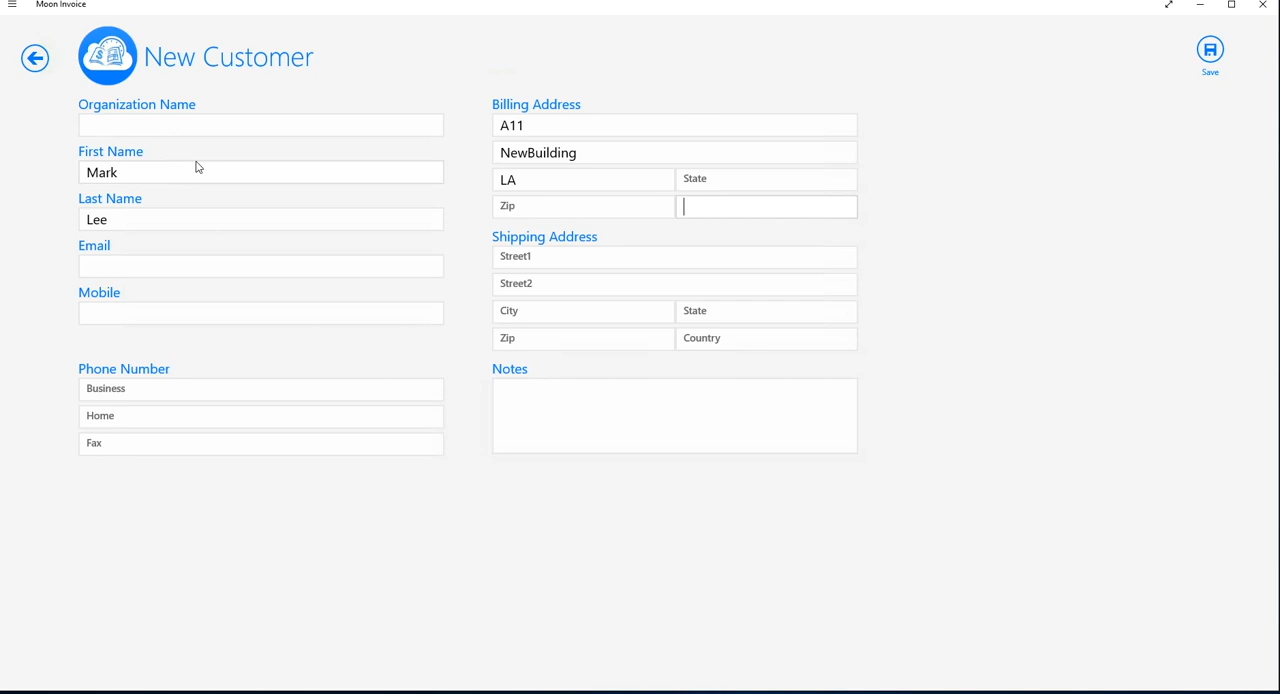 Moon Invoice
New Customer
Save
Organization Name
First Name
Mark
Last Name
Lee
Email
Mobile
Phone Number
Business
Home
Fax
Billing Address
A11
NewBuilding
LA State
Zip
Shipping Address
Street1
Street2
City State
Zip Country
Notes